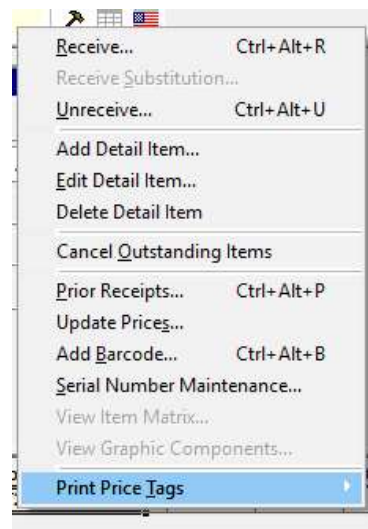 Receive... Ctrl+Alt+R
Receive Substitution...
Unreceive... Ctrl+Alt+U
Add Detail Item...
Edit Detail Item...
Delete Detail Item
Cancel Outstanding Items
Prior Receipts... Ctrl+Alt+P
Update Prices...
Add Barcode... Ctrl+Alt+B
Serial Number Maintenance...
View Item Matrix...
View Graphic Components...
Print Price Tags